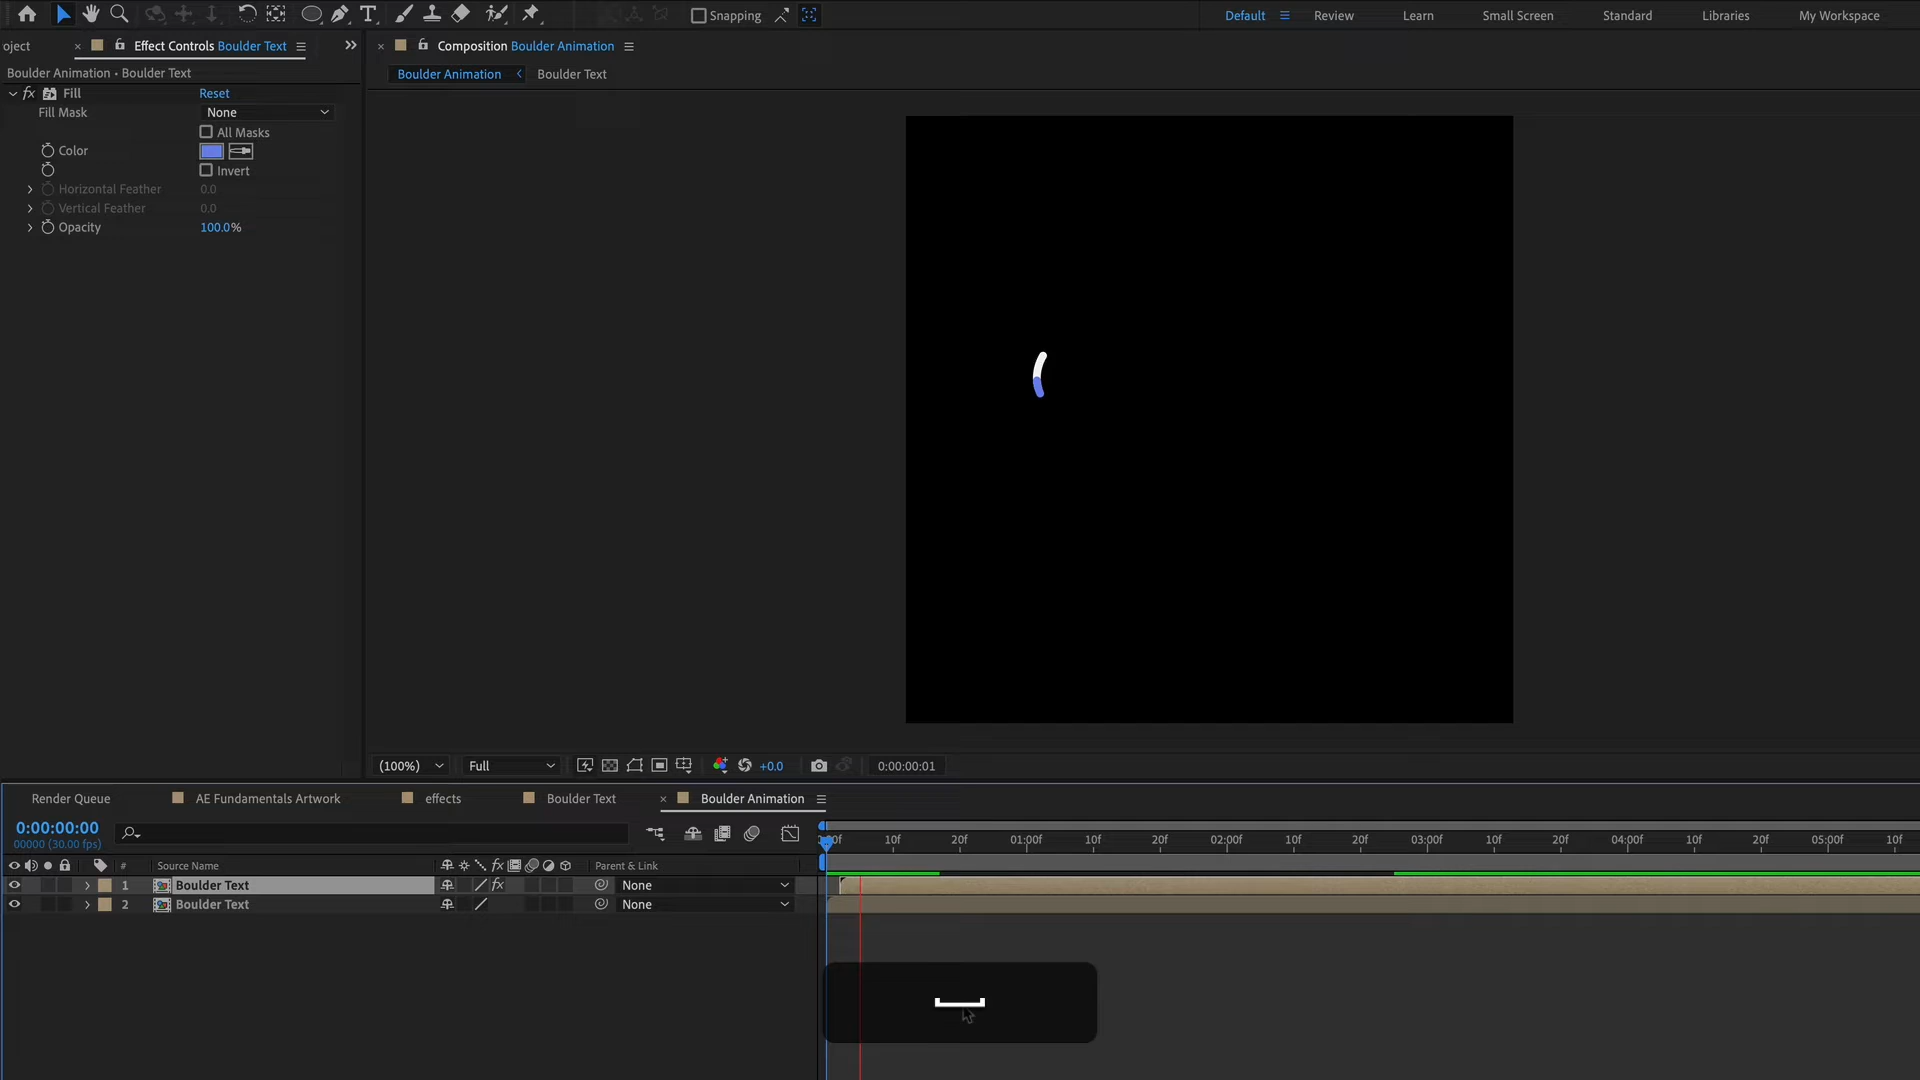 Snapping
Default
Review
Learn
Small Screen
Standard
Libraries
My Workspace
oject
Effect Controls Boulder Text
Composition Boulder Animation
Boulder Animation • Boulder Text
Boulder Animation
Boulder Text
fx Fill
Reset
Fill Mask
None
All Masks
Color
Invert
Horizontal Feather
0.0
Vertical Feather
0.0
Opacity
100.0%
(100%)
Full
+0.0
0:00:00:01
Render Queue
AE Fundamentals Artwork
effects
Boulder Text
Boulder Animation
0:00:00:00
00000 (30.00 fps)
10f
20f
01:00f
10f
20f
02:00f
10f
20f
03:00f
10f
20f
04:00f
10f
20f
05:00f
10f
#
Source Name
fx
Parent & Link
1
Boulder Text
fx
None
2
Boulder Text
None